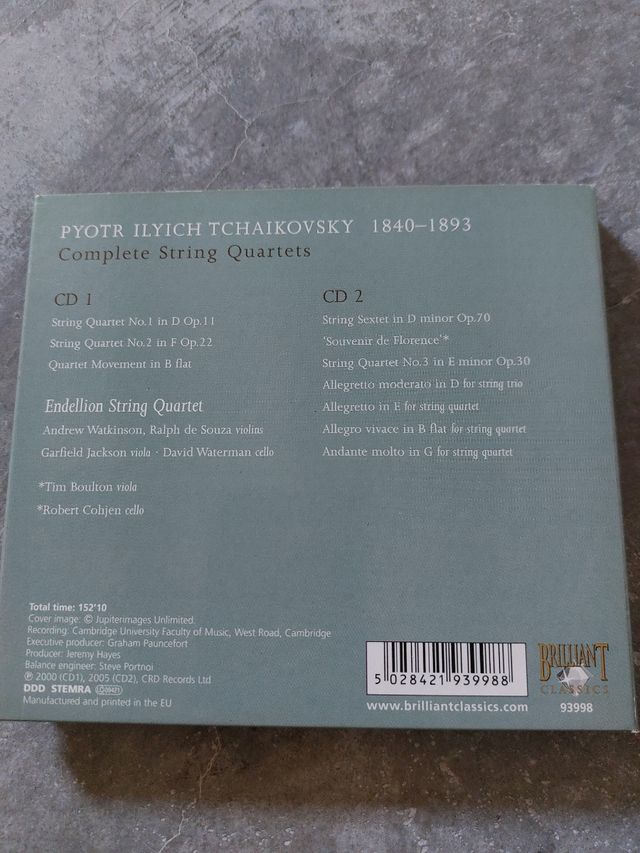 PYOTR ILYICH TCHAIKOVSKY 1840–1893
Complete String Quartets
CD 1
String Quartet No.1 in D Op.11
String Quartet No.2 in F Op.22
Quartet Movement in B flat
Endellion String Quartet
Andrew Watkinson, Ralph de Souza violins
Garfield Jackson viola · David Waterman cello
*Tim Boulton viola
*Robert Cohjen cello
CD 2
String Sextet in D minor Op.70
'Souvenir de Florence'*
String Quartet No.3 in E minor Op.30
Allegretto moderato in D for string trio
Allegretto in E for string quartet
Allegro vivace in B flat for string quartet
Andante molto in G for string quartet
Total time: 152'10
Cover image: © Jupiterimages Unlimited.
Recording: Cambridge University Faculty of Music, West Road, Cambridge
Executive producer: Graham Pauncefort
Producer: Jeremy Hayes
Balance engineer: Steve Portnoi
℗ 2000 (CD1), 2005 (CD2), CRD Records Ltd
DDD STEMRA
Manufactured and printed in the EU
5 028421 939988
www.brilliantclassics.com
BRILLIANT
CLASSICS
93998